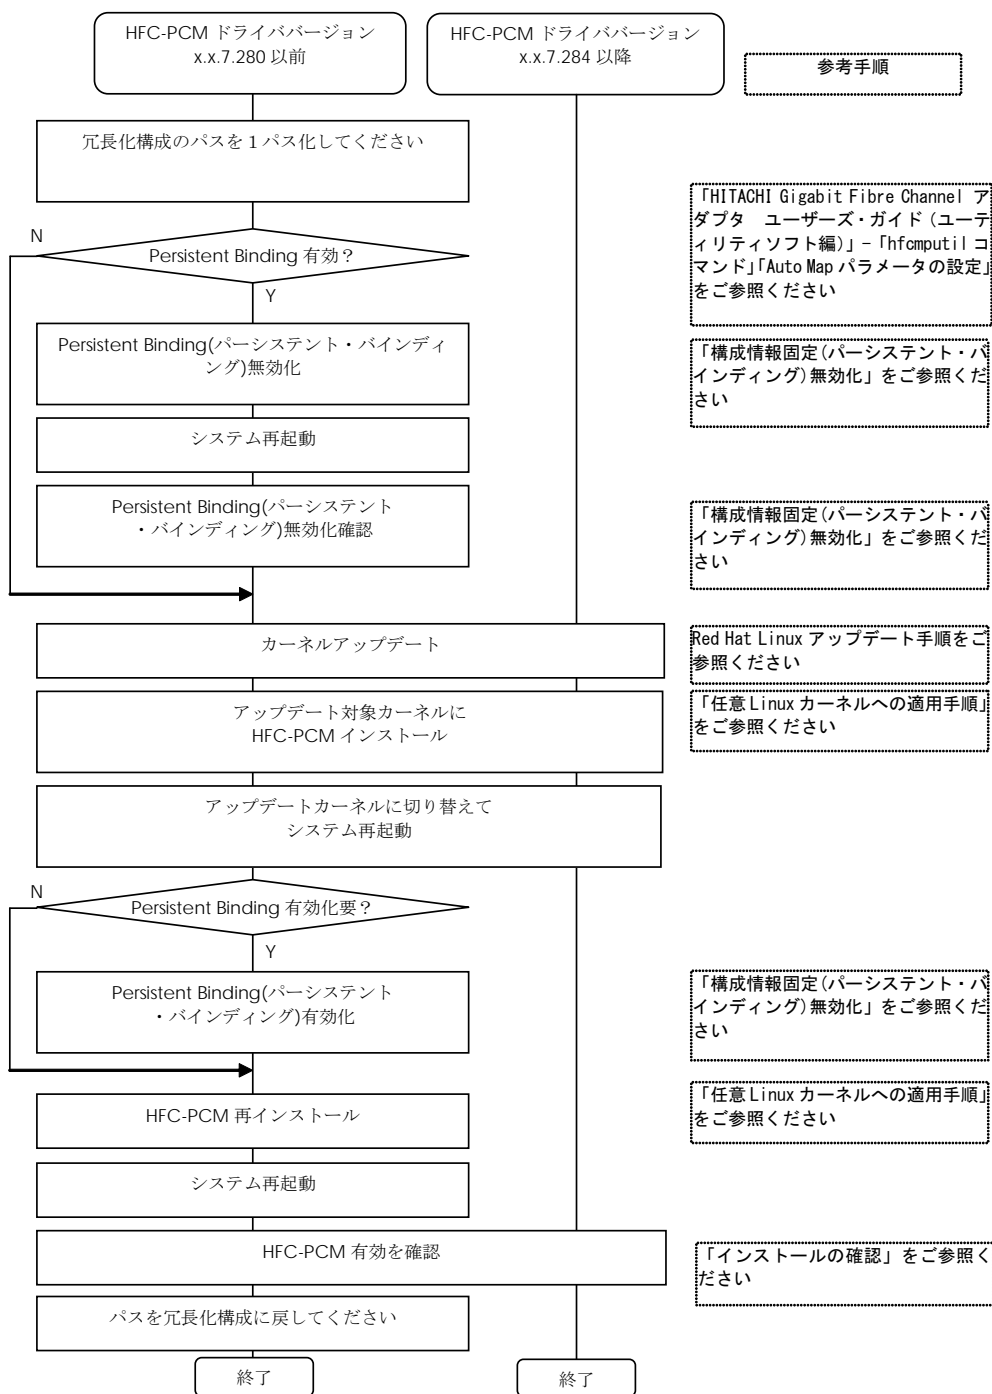 HFC-PCM ドライババージョン
x.x.7.280 以前
HFC-PCM ドライババージョン
x.x.7.284 以降
参考手順
冗長化構成のパスを１パス化してください
「HITACHI Gigabit Fibre Channel ア
ダプタ　ユーザーズ・ガイド（ユーテ
ィリティソフト編）」－「hfcmputil コ
マンド」「Auto Map パラメータの設定」
をご参照ください
N
Persistent Binding 有効？
Y
Persistent Binding(パーシステント・バインディ
ング)無効化
「構成情報固定(パーシステント・バ
インディング)無効化」をご参照くだ
さい
システム再起動
Persistent Binding(パーシステント
・バインディング)無効化確認
「構成情報固定(パーシステント・バ
インディング)無効化」をご参照くだ
さい
カーネルアップデート
Red Hat Linux アップデート手順をご
参照ください
アップデート対象カーネルに
HFC-PCM インストール
「任意 Linux カーネルへの適用手順」
をご参照ください
アップデートカーネルに切り替えて
システム再起動
N
Persistent Binding 有効化要？
Y
Persistent Binding(パーシステント
・バインディング)有効化
「構成情報固定(パーシステント・バ
インディング)無効化」をご参照くだ
さい
HFC-PCM 再インストール
「任意 Linux カーネルへの適用手順」
をご参照ください
システム再起動
HFC-PCM 有効を確認
「インストールの確認」をご参照く
ださい
パスを冗長化構成に戻してください
終了
終了